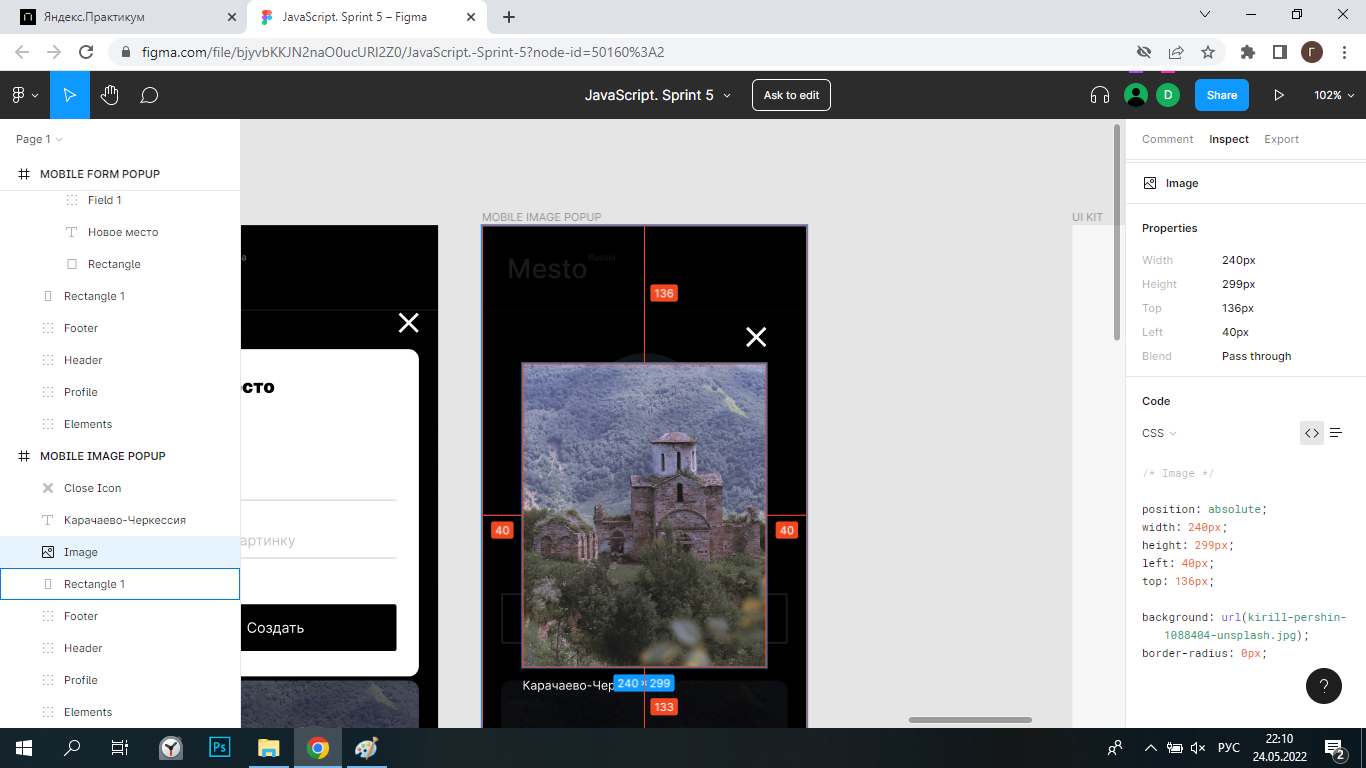 Яндекс.Практикум
JavaScript. Sprint 5 – Figma
figma.com/file/bjyvbKKJN2naO0ucURl2Z0/JavaScript.-Sprint-5?node-id=50160%3A2
Г
JavaScript. Sprint 5
Ask to edit
D
Share
102%
Page 1
MOBILE FORM POPUP
Field 1
Новое место
Rectangle
Rectangle 1
Footer
Header
Profile
Elements
MOBILE IMAGE POPUP
Close Icon
Карачаево-Черкессия
Image
Rectangle 1
Footer
Header
Profile
Elements
a
есто
артинку
Создать
MOBILE IMAGE POPUP
Mesto
Russia
136
40
40
Карачаево-Чер
240 × 299
133
UI KIT
Comment
Inspect
Export
Image
Properties
Width 240px
Height 299px
Top 136px
Left 40px
Blend Pass through
Code
CSS
/* Image */
position: absolute;
width: 240px;
height: 299px;
left: 40px;
top: 136px;
background: url(kirill-pershin-
1088404-unsplash.jpg);
border-radius: 0px;
?
Ps
РУС
22:10
24.05.2022
2